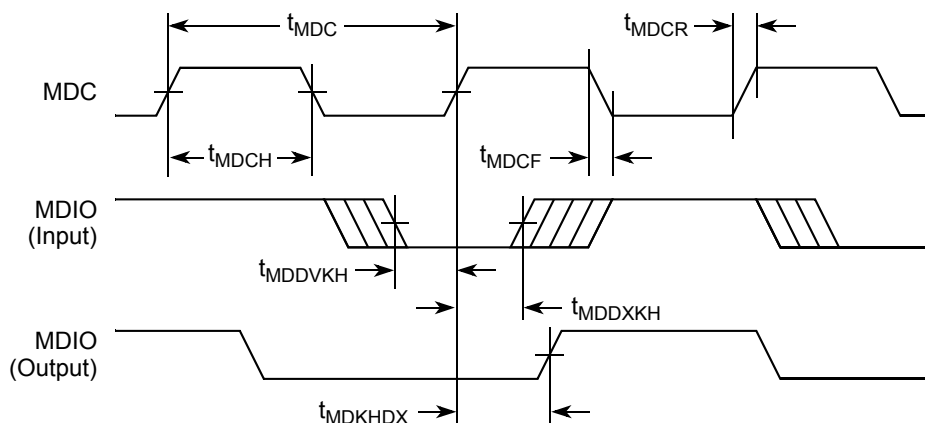 tMDC
tMDCR
MDC
tMDCH
tMDCF
MDIO
(Input)
tMDDVKH
tMDDXKH
MDIO
(Output)
tMDKHDX